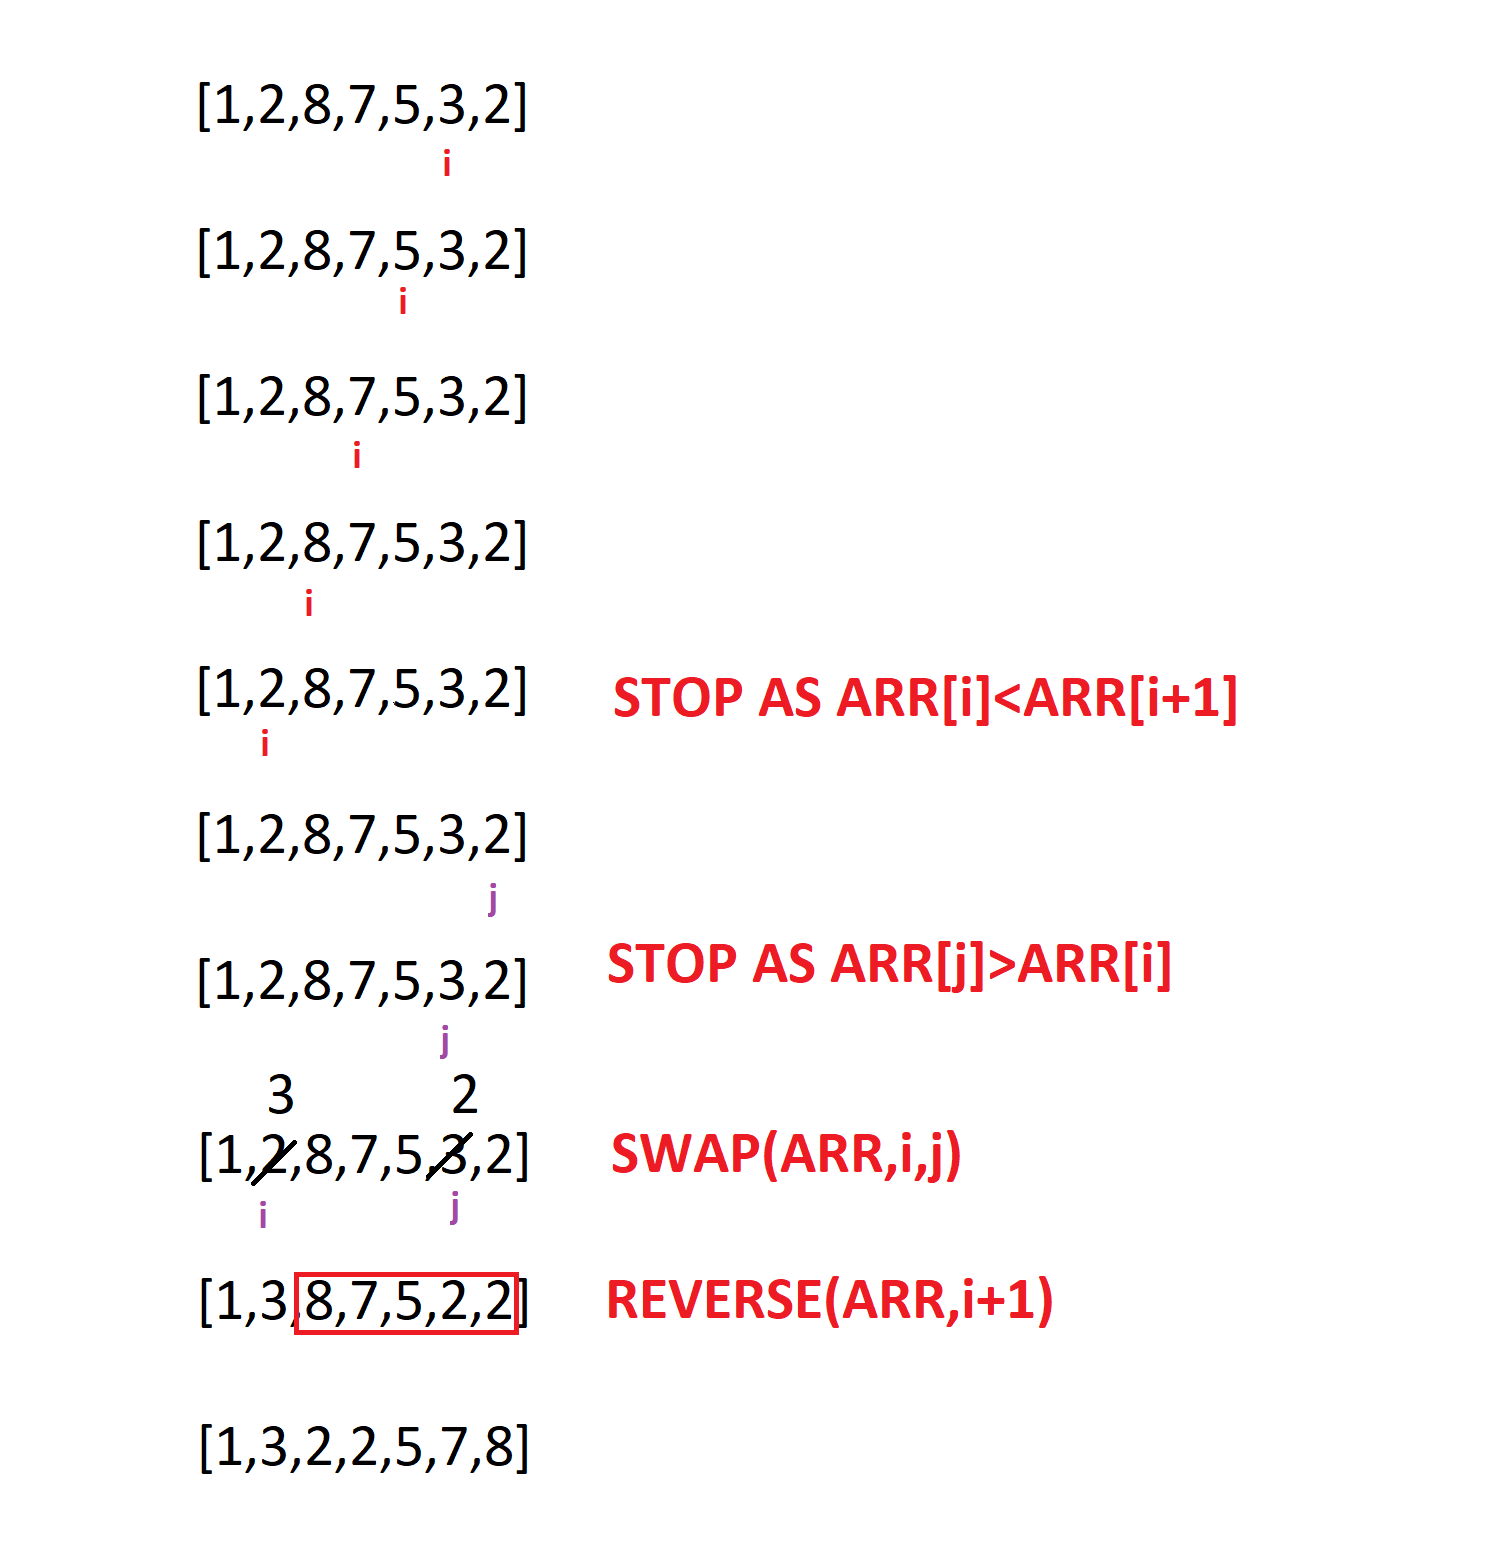 [1,2,8,7,5,3,2]
i
[1,2,8,7,5,3,2]
i
[1,2,8,7,5,3,2]
i
[1,2,8,7,5,3,2]
i
[1,2,8,7,5,3,2] STOP AS ARR[i]<ARR[i+1]
i
[1,2,8,7,5,3,2]
j
[1,2,8,7,5,3,2] STOP AS ARR[j]>ARR[i]
j
3 2
[1,2,8,7,5,3,2] SWAP(ARR,i,j)
i j
[1,3,8,7,5,2,2] REVERSE(ARR,i+1)
[1,3,2,2,5,7,8]